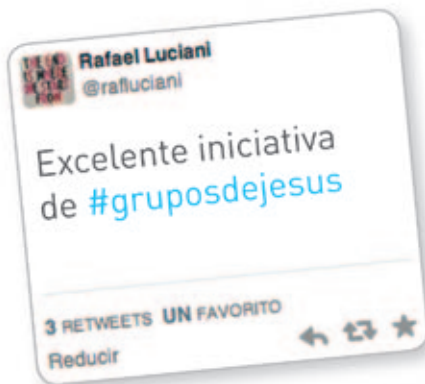 Rafael Luciani
@rafluciani
Excelente iniciativa
de #gruposdejesus
3 RETWEETS UN FAVORITO
Reducir